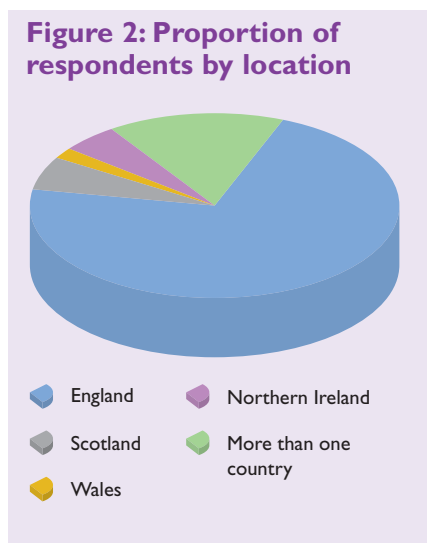 Figure 2: Proportion of
respondents by location
England
Scotland
Wales
Northern Ireland
More than one
country